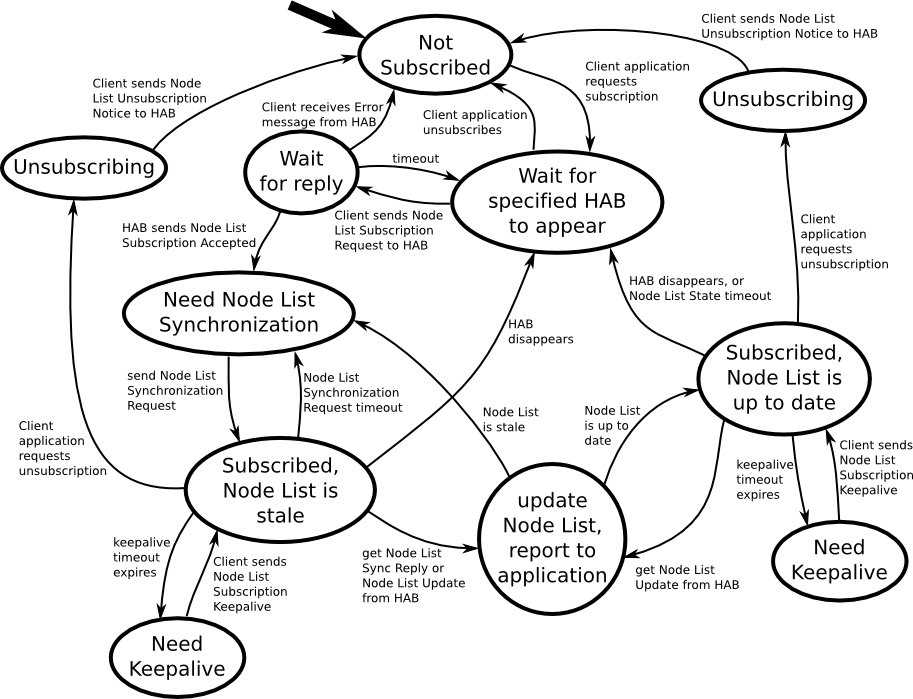 Client sends Node List
Unsubscription Notice to HAB
Not
Subscribed
Client application
requests
subscription
Client sends Node
List Unsubscription
Notice to HAB
Client receives Error
message from HAB
Client application
unsubscribes
Unsubscribing
Unsubscribing
Wait
for reply
timeout
Wait for
specified HAB
to appear
Client sends Node
List Subscription
Request to HAB
HAB sends Node List
Subscription Accepted
Client
application
requests
unsubscription
HAB disappears, or
Node List State timeout
Need Node List
Synchronization
HAB
disappears
Subscribed,
Node List is
up to date
send Node List
Synchronization
Request
Node List
Synchronization
Request timeout
Node List
is stale
Node List
is up to
date
Client
application
requests
unsubscription
Subscribed,
Node List is
stale
keepalive
timeout
expires
Client sends
Node List
Subscription
Keepalive
update
Node List,
report to
application
keepalive
timeout
expires
Client sends
Node List
Subscription
Keepalive
get Node List
Sync Reply or
Node List Update
from HAB
get Node List
Update from HAB
Need
Keepalive
Need
Keepalive